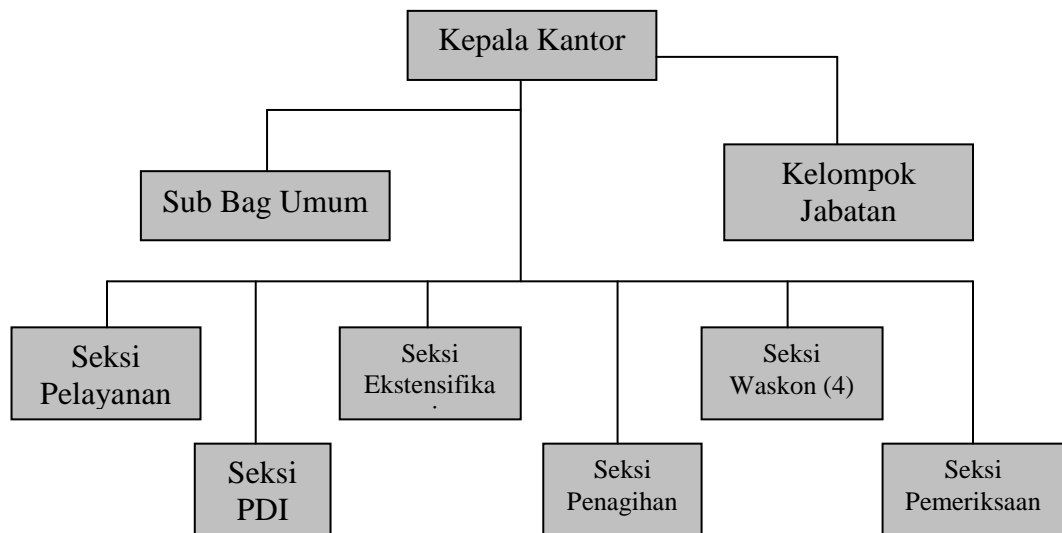 Kepala Kantor
Sub Bag Umum
Kelompok
Jabatan
Seksi
Pelayanan
Seksi
Ekstensifika
Seksi
Waskon (4)
Seksi
PDI
Seksi
Penagihan
Seksi
Pemeriksaan